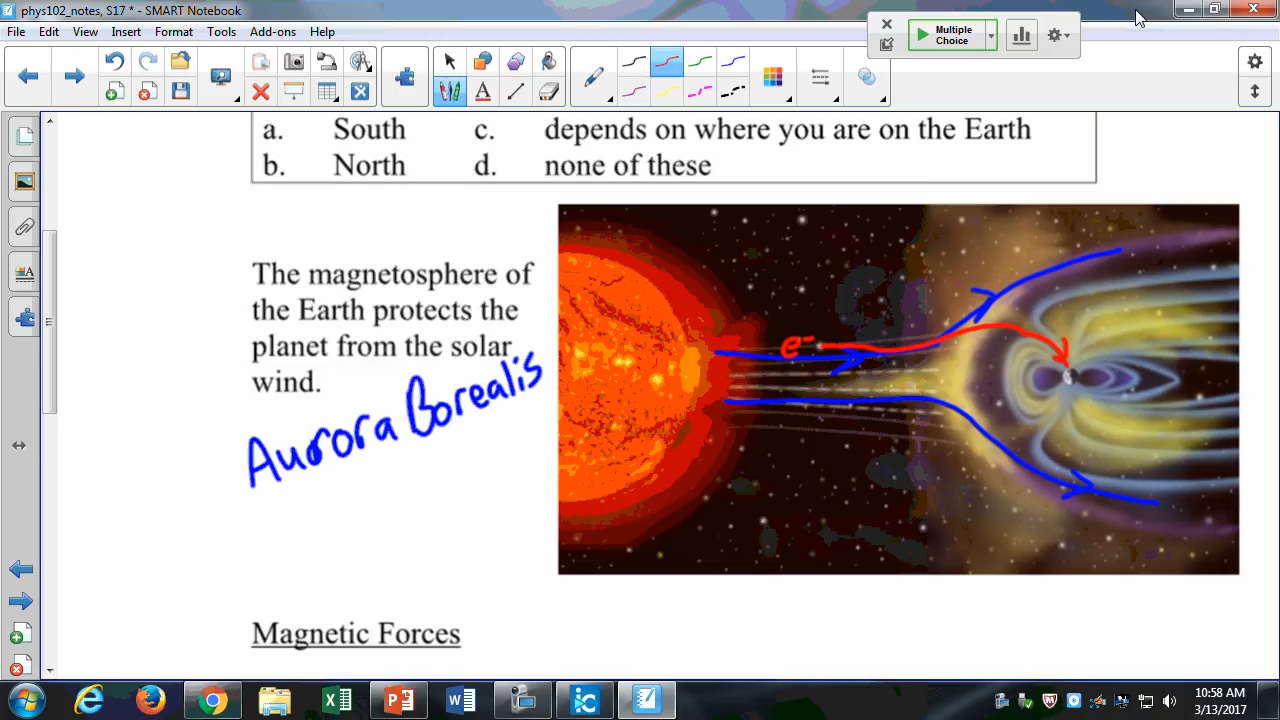 phys102_notes, S17 * - SMART Notebook
File Edit View Insert Format Tools Add-ons Help
Multiple
Choice
a. South c. depends on where you are on the Earth
b. North d. none of these
The magnetosphere of
the Earth protects the
planet from the solar
wind.
Aurora Borealis
e-
Magnetic Forces
10:58 AM
3/13/2017